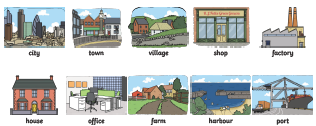 city town village shop factory
house office farm harbour port